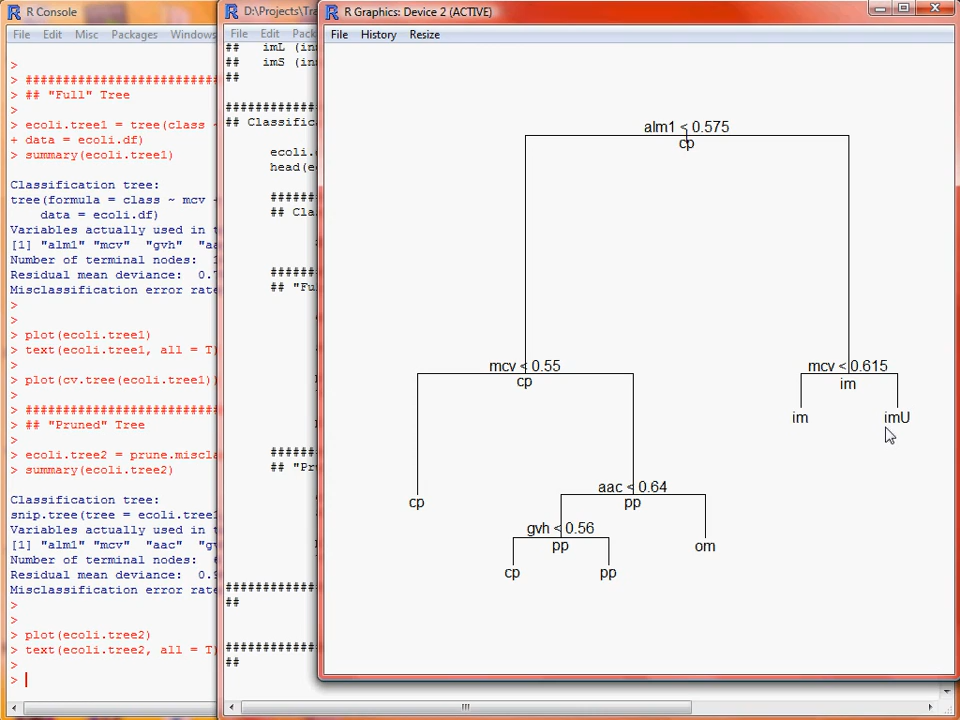 R Console
File Edit Misc Packages Windows
>
> ####################
> ## "Full" Tree
>
> ecoli.tree1 = tree(class ~
+ data = ecoli.df)
> summary(ecoli.tree1)
Classification tree:
tree(formula = class ~ mcv
data = ecoli.df)
Variables actually used in
[1] "alm1" "mcv" "gvh"
Number of terminal nodes:
Residual mean deviance: 0.
Misclassification error rate
>
>
> plot(ecoli.tree1)
> text(ecoli.tree1, all = T)
>
> plot(cv.tree(ecoli.tree1))
>
> ####################
> ## "Pruned" Tree
>
> ecoli.tree2 = prune.miscla
> summary(ecoli.tree2)
Classification tree:
snip.tree(tree = ecoli.tree1
Variables actually used in
[1] "alm1" "mcv" "aac"
Number of terminal nodes:
Residual mean deviance: 0.
Misclassification error rate
>
>
> plot(ecoli.tree2)
> text(ecoli.tree2, all = T)
>
>
D:\Projects\Tra
File Edit Pack
## imL (in
## imS (in
##
############
## Classific
ecoli.
head(e
######
## Cla
######
## "Fu
######
## "Pr
############
##
############
##
R Graphics: Device 2 (ACTIVE)
File History Resize
alm1 < 0.575
cp
mcv < 0.55
cp
mcv < 0.615
im
im imU
aac < 0.64
pp
cp
gvh < 0.56
pp
om
cp pp